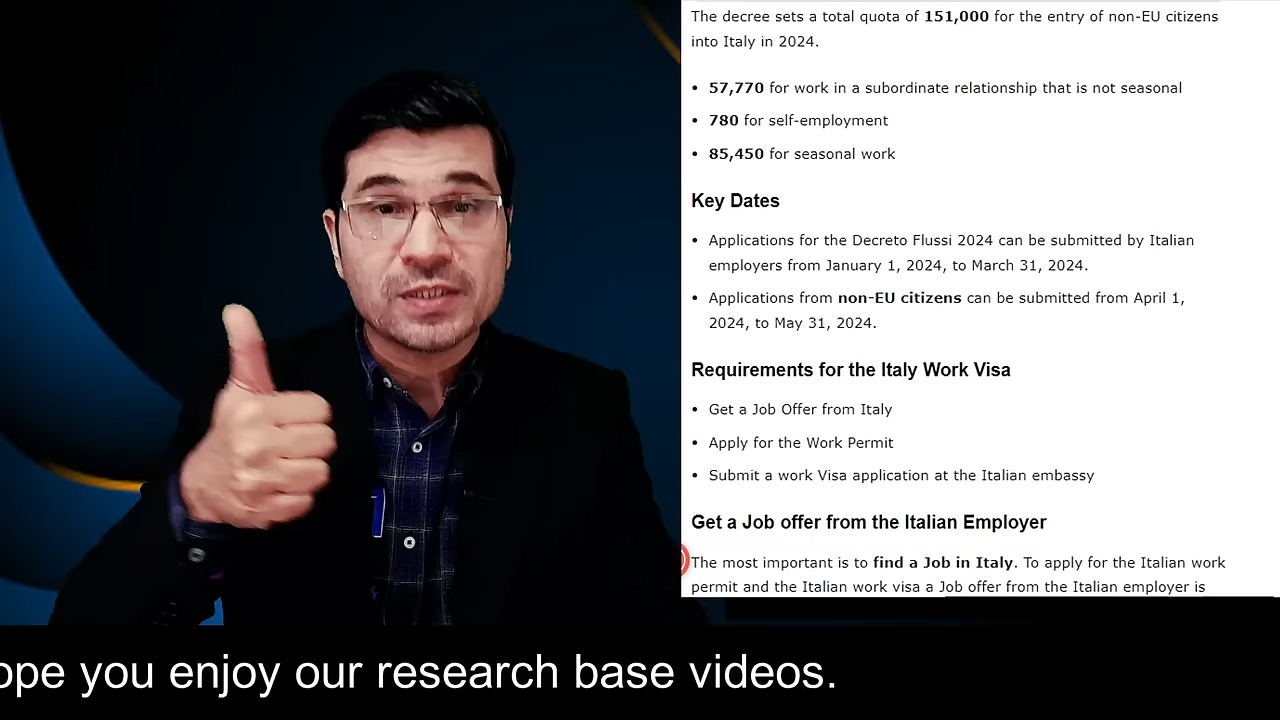 The decree sets a total quota of 151,000 for the entry of non-EU citizens
into Italy in 2024.
• 57,770 for work in a subordinate relationship that is not seasonal
• 780 for self-employment
• 85,450 for seasonal work
Key Dates
• Applications for the Decreto Flussi 2024 can be submitted by Italian
employers from January 1, 2024, to March 31, 2024.
• Applications from non-EU citizens can be submitted from April 1,
2024, to May 31, 2024.
Requirements for the Italy Work Visa
• Get a Job Offer from Italy
• Apply for the Work Permit
• Submit a work Visa application at the Italian embassy
Get a Job offer from the Italian Employer
The most important is to find a Job in Italy. To apply for the Italian work
permit and the Italian work visa a Job offer from the Italian employer is
ope you enjoy our research base videos.